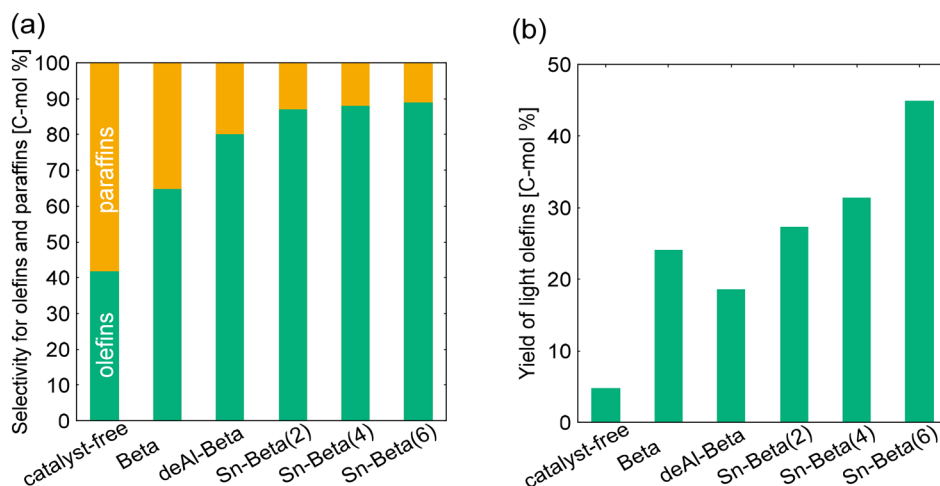 (a)
Selectivity for olefins and paraffins [C-mol %]
100
90
80
70
60
50
40
30
20
10
0
paraffins
olefins
catalyst-free
Beta
deAl-Beta
Sn-Beta(2)
Sn-Beta(4)
Sn-Beta(6)
(b)
Yield of light olefins [C-mol %]
50
40
30
20
10
0
catalyst-free
Beta
deAl-Beta
Sn-Beta(2)
Sn-Beta(4)
Sn-Beta(6)